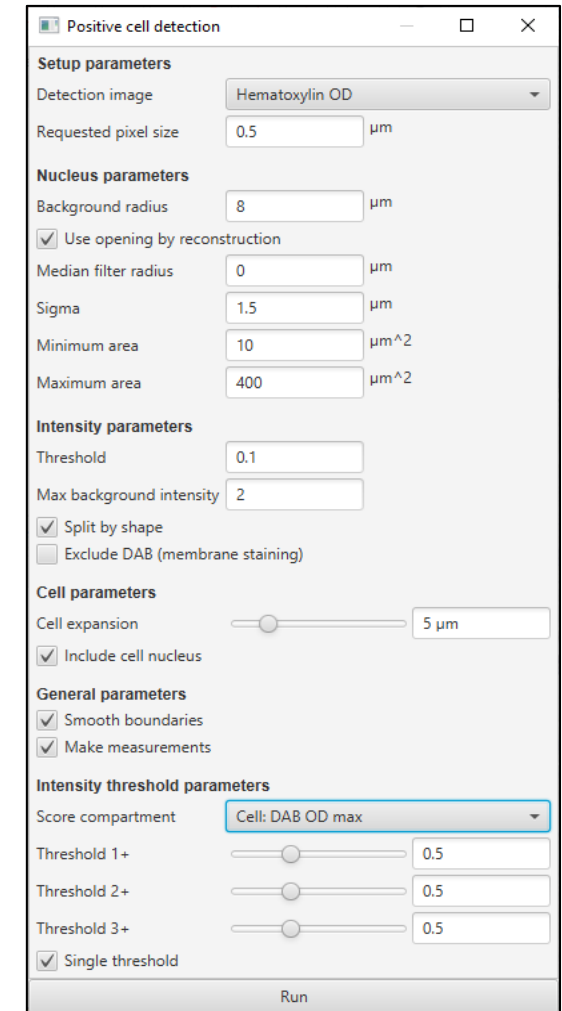 Positive cell detection
Setup parameters
Detection image Hematoxylin OD
Requested pixel size 0.5 µm
Nucleus parameters
Background radius 8 µm
Use opening by reconstruction
Median filter radius 0 µm
Sigma 1.5 µm
Minimum area 10 µm^2
Maximum area 400 µm^2
Intensity parameters
Threshold 0.1
Max background intensity 2
Split by shape
Exclude DAB (membrane staining)
Cell parameters
Cell expansion 5 µm
Include cell nucleus
General parameters
Smooth boundaries
Make measurements
Intensity threshold parameters
Score compartment Cell: DAB OD max
Threshold 1+ 0.5
Threshold 2+ 0.5
Threshold 3+ 0.5
Single threshold
Run